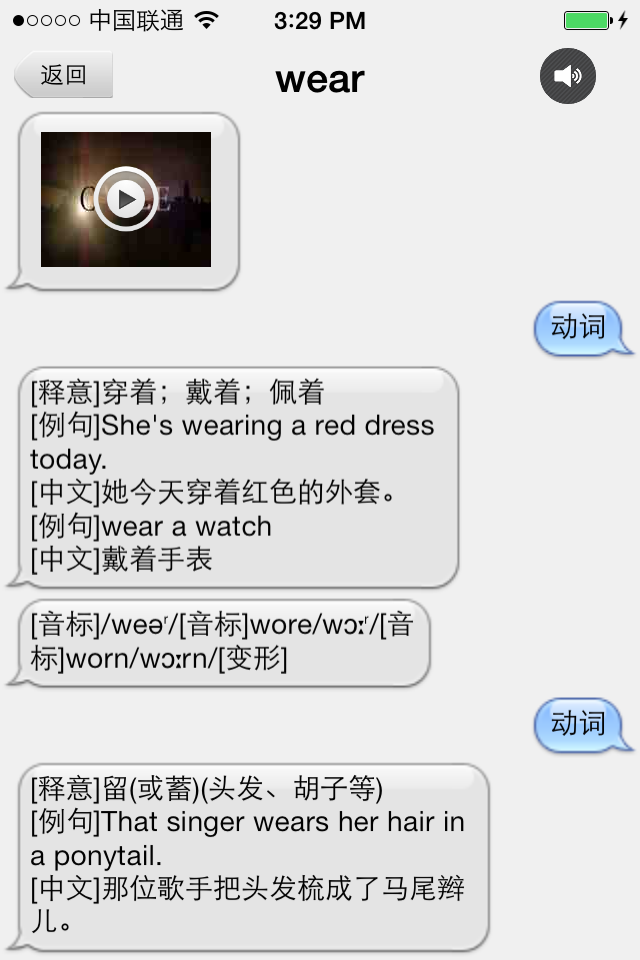 中国联通 3:29 PM
返回
wear
动词
[释意]穿着；戴着；佩着
[例句]She's wearing a red dress
today.
[中文]她今天穿着红色的外套。
[例句]wear a watch
[中文]戴着手表
[音标]/weəʳ/[音标]wore/wɔːʳ/[音
标]worn/wɔːrn/[变形]
动词
[释意]留(或蓄)(头发、胡子等)
[例句]That singer wears her hair in
a ponytail.
[中文]那位歌手把头发梳成了马尾辫
儿。